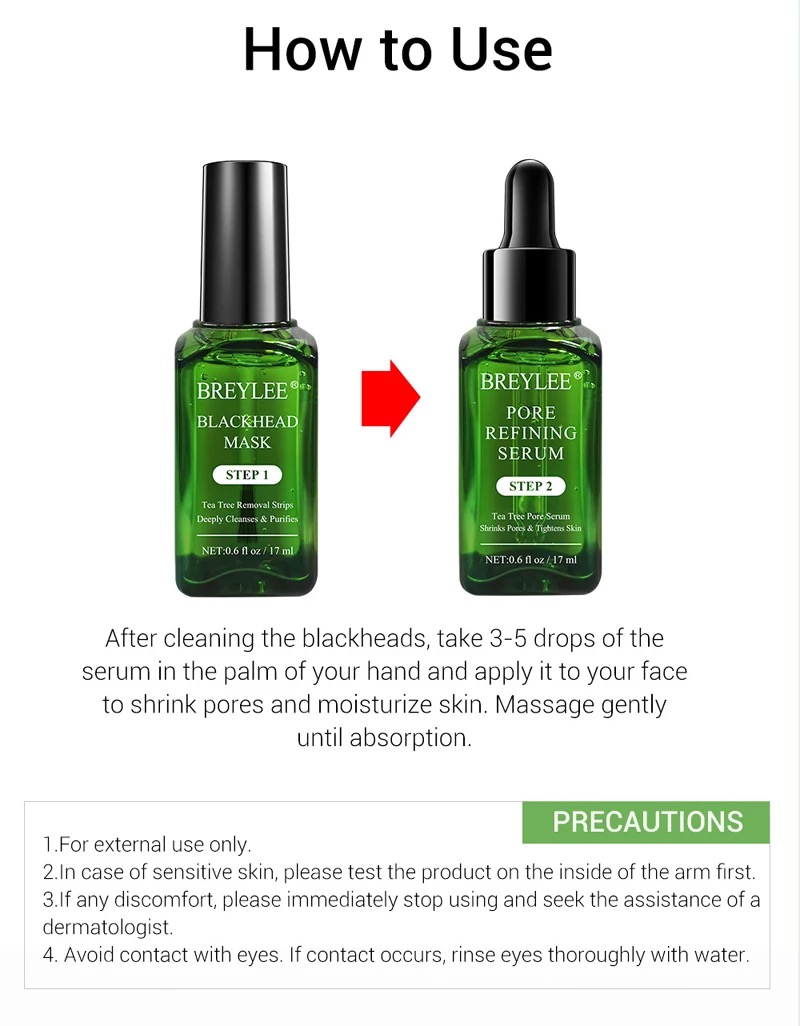 How to Use
BREYLEE®
BLACKHEAD
MASK
STEP 1
Tea Tree Removal Strips
Deeply Cleanses & Purifies
NET:0.6 fl oz / 17 ml
BREYLEE®
PORE
REFINING
SERUM
STEP 2
Tea Tree Pore Serum
Shrinks Pores & Tightens Skin
NET:0.6 fl oz / 17 ml
After cleaning the blackheads, take 3-5 drops of the
serum in the palm of your hand and apply it to your face
to shrink pores and moisturize skin. Massage gently
until absorption.
PRECAUTIONS
1.For external use only.
2.In case of sensitive skin, please test the product on the inside of the arm first.
3.If any discomfort, please immediately stop using and seek the assistance of a
dermatologist.
4. Avoid contact with eyes. If contact occurs, rinse eyes thoroughly with water.